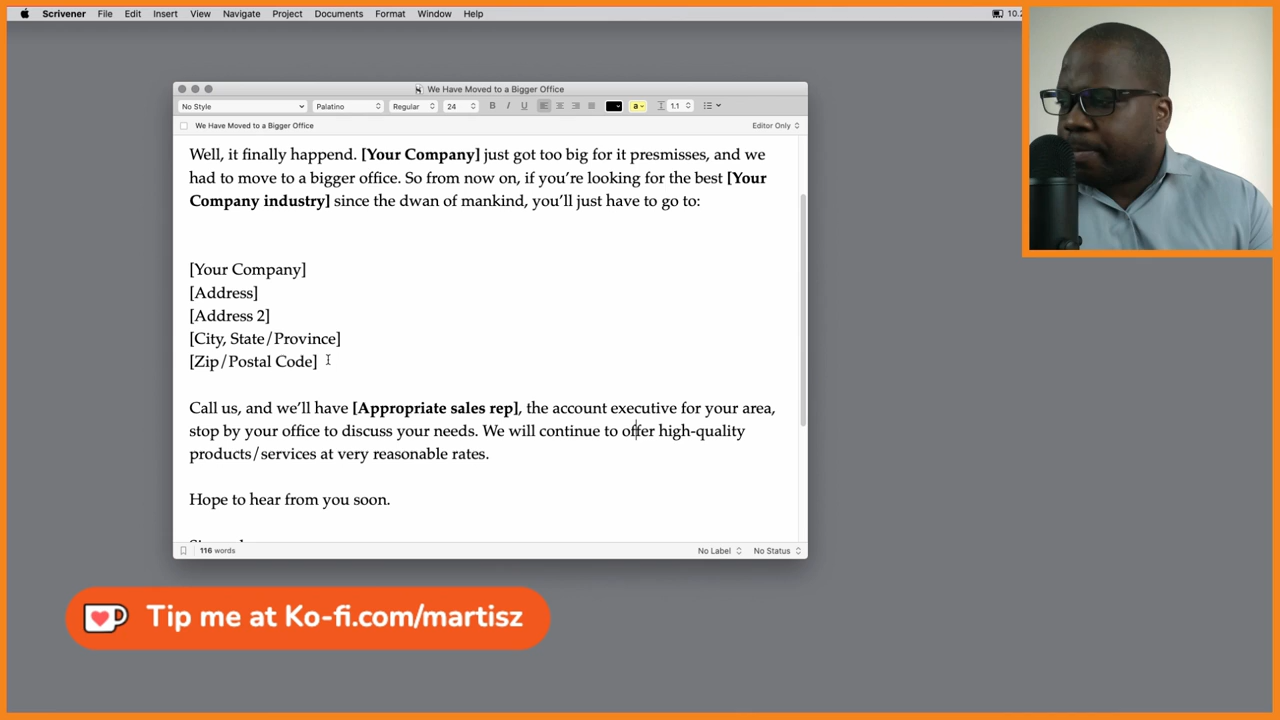 Scrivener File Edit Insert View Navigate Project Documents Format Window Help
10.2
We Have Moved to a Bigger Office
No Style Palatino Regular 24 B I U a 1.1
We Have Moved to a Bigger Office Editor Only
Well, it finally happend. [Your Company] just got too big for it presmisses, and we
had to move to a bigger office. So from now on, if you’re looking for the best [Your
Company industry] since the dwan of mankind, you’ll just have to go to:
[Your Company]
[Address]
[Address 2]
[City, State/Province]
[Zip/Postal Code]
Call us, and we’ll have [Appropriate sales rep], the account executive for your area,
stop by your office to discuss your needs. We will continue to offer high-quality
products/services at very reasonable rates.
Hope to hear from you soon.
116 words No Label No Status
Tip me at Ko-fi.com/martisz